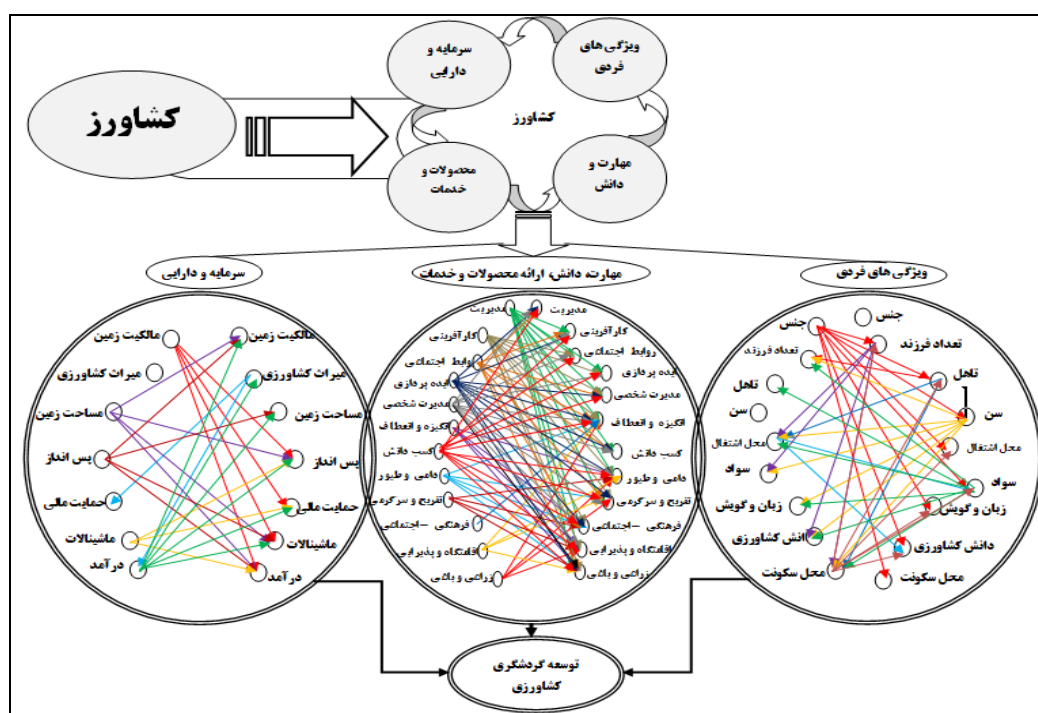 ویژگی های
فردی
سرمایه و
دارایی
کشاورز
کشاورز
مهارت و
دانش
محصولات و
خدمات
ویژگی های فردی
مهارت، دانش، ارائه محصولات و خدمات
سرمایه و دارایی
جنس
جنس
تعداد فرزند
تعداد فرزند
تاهل
تاهل
سن
سن
محل اشتغال
محل اشتغال
سواد
سواد
زبان و گویش
زبان و گویش
دانش کشاورزی
انش کشاورزی
محل سکونت
محل سکونت
مدیریت
مدیریت
کارآفرینی
کارآفرینی
روابط اجتماعی
روابط اجتماعی
ایده پردازی
ایده پردازی
مدیرت شخصی
مدیرت شخصی
انگیزه و انعطاف
انگیزه و انعطاف
کسب دانش
کسب دانش
دامی و طیور
دامی و طیور
تفریح و سرگرمی
تفریح و سرگرمی
فرهنگی –اجتماعی
فرهنگی –اجتماعی
اقامتگاه و پذیرایی
اقامتگاه و پذیرایی
زراعی و باغی
زراعی و باغی
مالکیت زمین
مالکیت زمین
میراث کشاورزی
میراث کشاورزی
مساحت زمین
مساحت زمین
پس انداز
پس انداز
حمایت مالی
حمایت مالی
ماشینالات
ماشینالات
درآمد
درآمد
توسعه گردشگری
کشاورزی